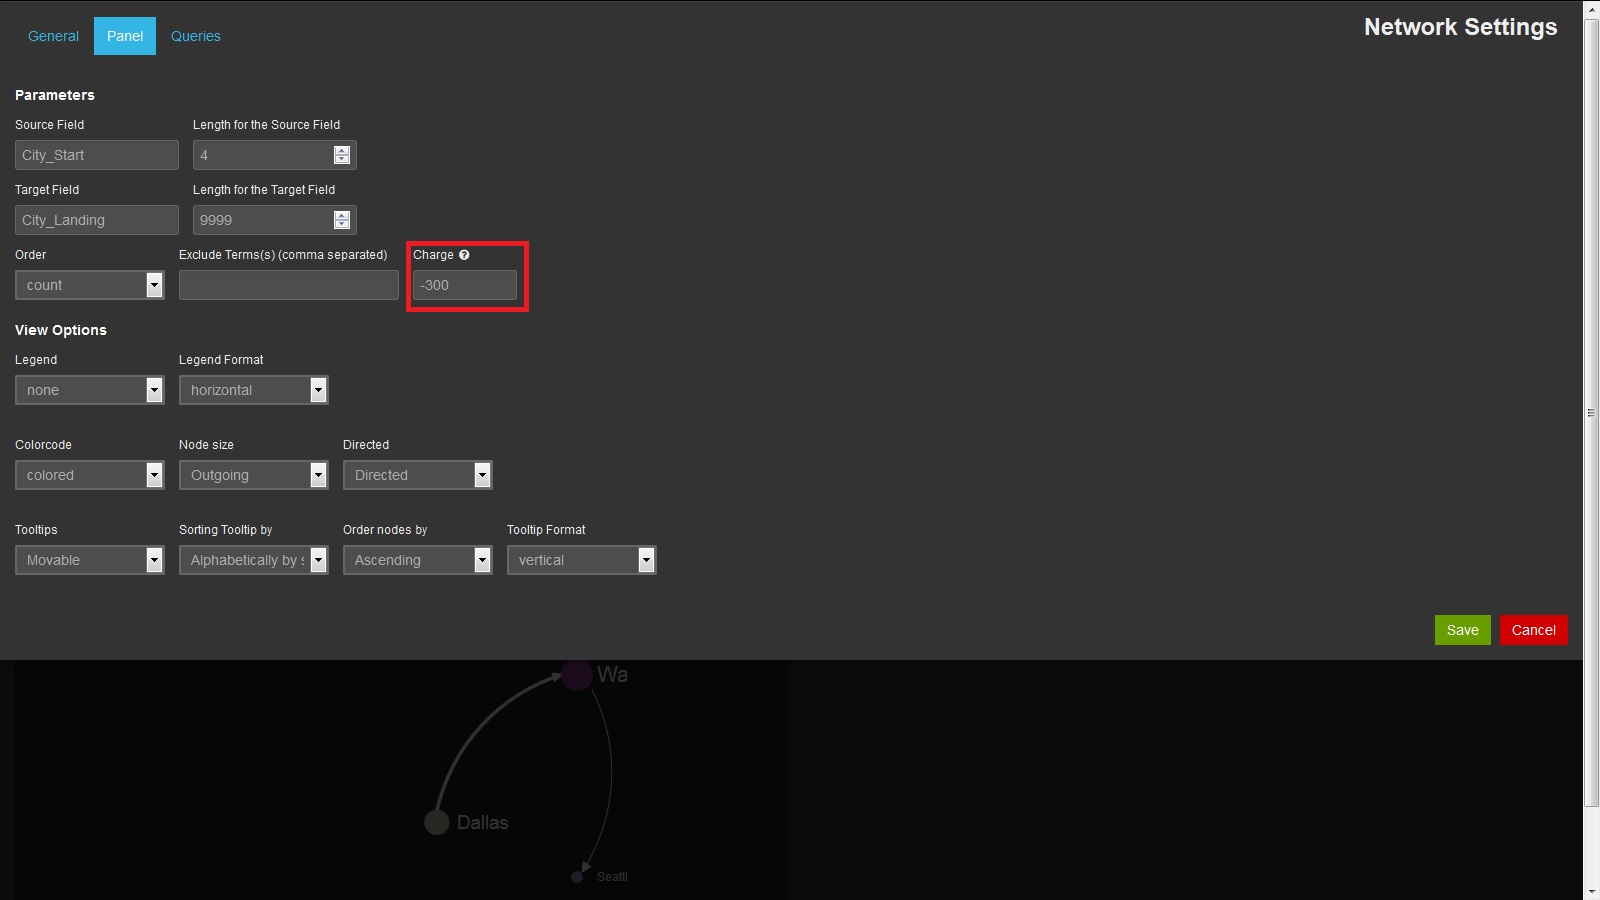 General Panel Queries
Network Settings
Parameters
Source Field Length for the Source Field
City_Start 4
Target Field Length for the Target Field
City_Landing 9999
Order Exclude Terms(s) (comma separated) Charge ?
count -300
View Options
Legend Legend Format
none horizontal
Colorcode Node size Directed
colored Outgoing Directed
Tooltips Sorting Tooltip by Order nodes by Tooltip Format
Movable Alphabetically by s Ascending vertical
Save Cancel
Wa
Dallas
Seattl